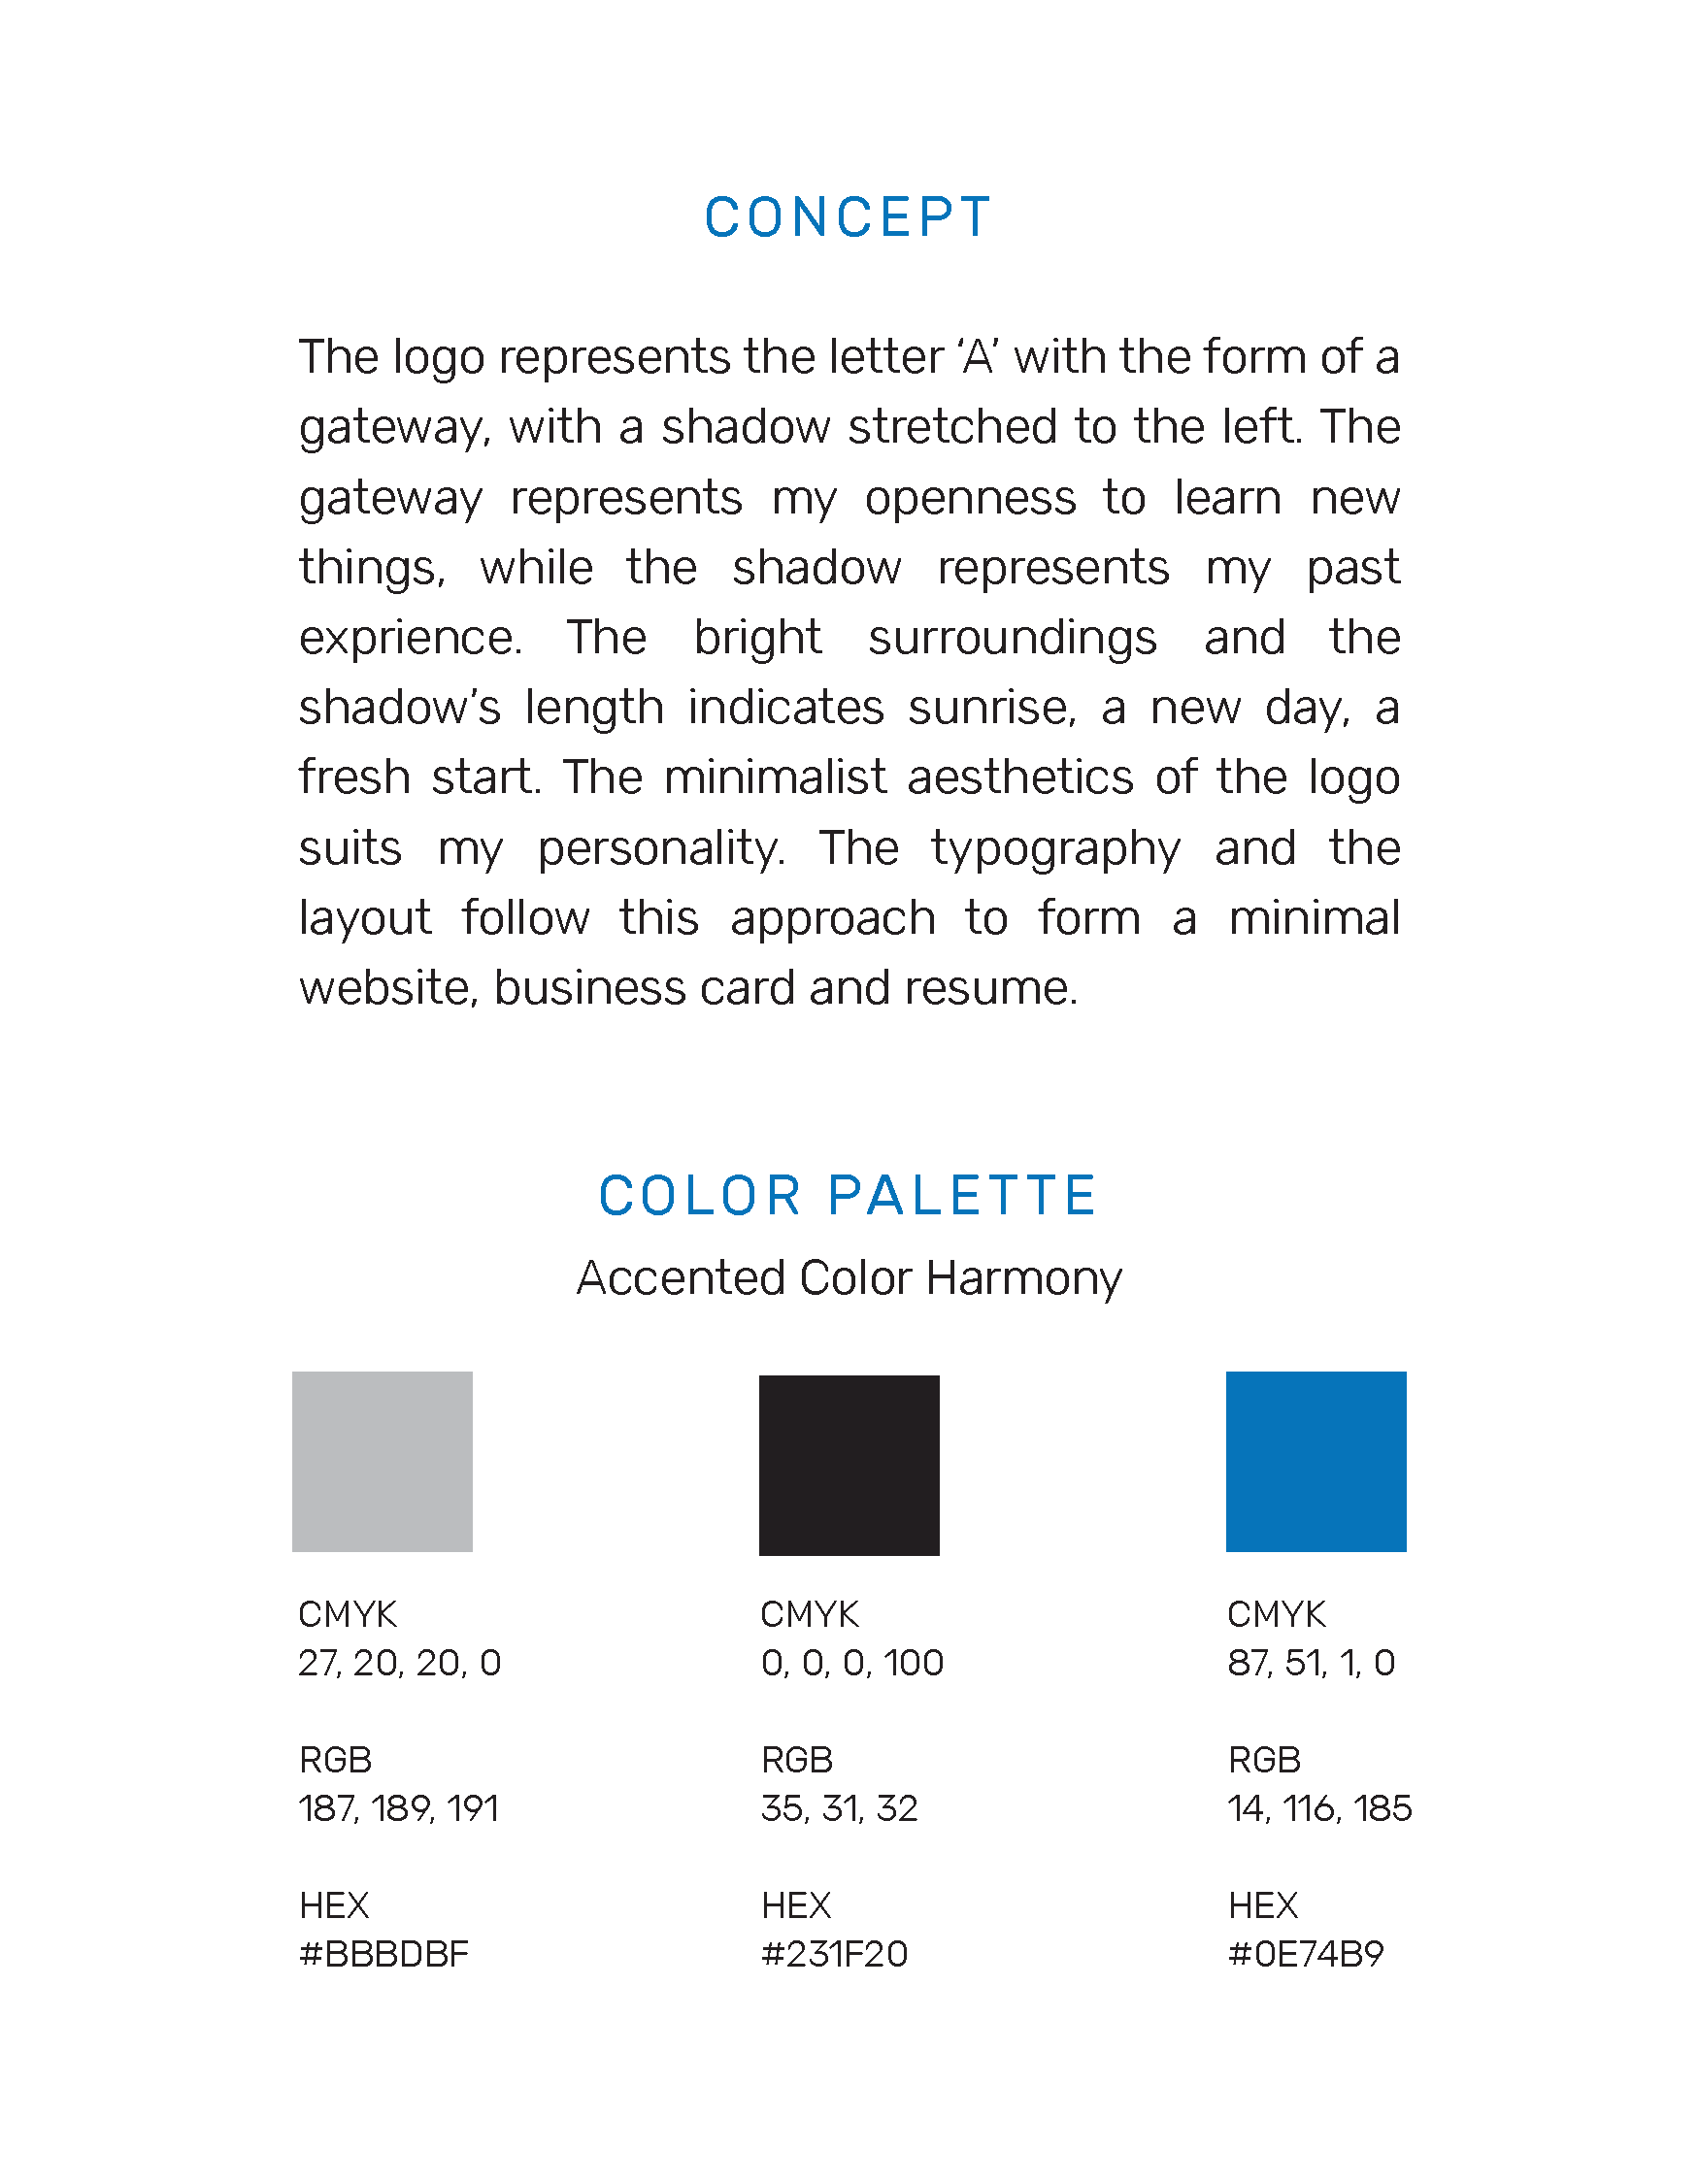 CONCEPT
The logo represents the letter ‘A’ with the form of a
gateway, with a shadow stretched to the left. The
gateway represents my openness to learn new
things, while the shadow represents my past
exprience. The bright surroundings and the
shadow’s length indicates sunrise, a new day, a
fresh start. The minimalist aesthetics of the logo
suits my personality. The typography and the
layout follow this approach to form a minimal
website, business card and resume.
COLOR PALETTE
Accented Color Harmony
CMYK
27, 20, 20, 0
RGB
187, 189, 191
HEX
#BBBDBF
CMYK
0, 0, 0, 100
RGB
35, 31, 32
HEX
#231F20
CMYK
87, 51, 1, 0
RGB
14, 116, 185
HEX
#0E74B9